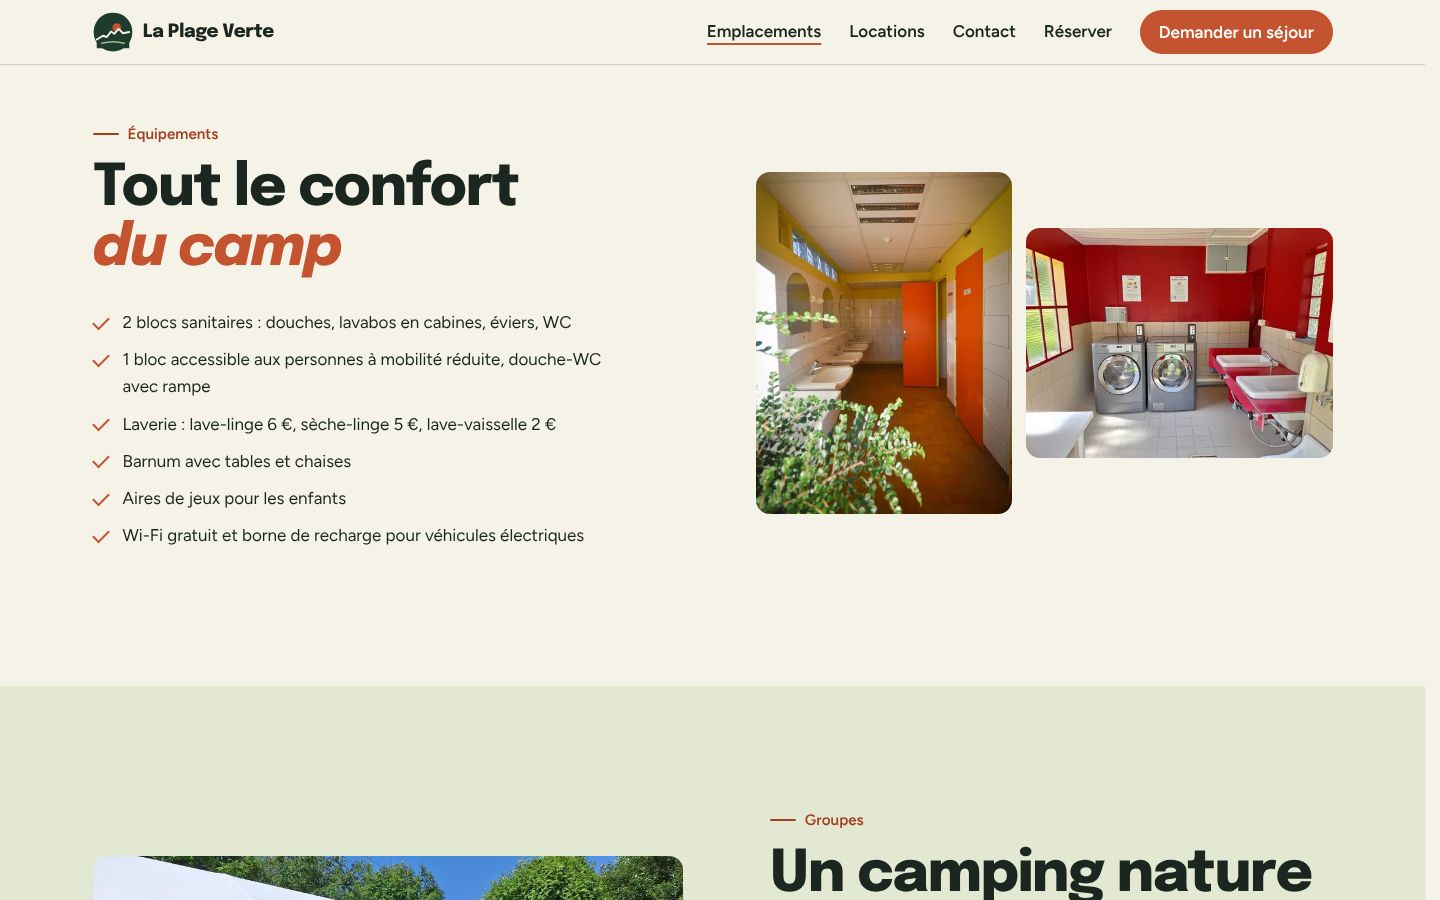 La Plage Verte
Emplacements
Locations
Contact
Réserver
Demander un séjour
Équipements
Tout le confort
du camp
2 blocs sanitaires : douches, lavabos en cabines, éviers, WC
1 bloc accessible aux personnes à mobilité réduite, douche-WC
avec rampe
Laverie : lave-linge 6 €, sèche-linge 5 €, lave-vaisselle 2 €
Barnum avec tables et chaises
Aires de jeux pour les enfants
Wi-Fi gratuit et borne de recharge pour véhicules électriques
Groupes
Un camping nature